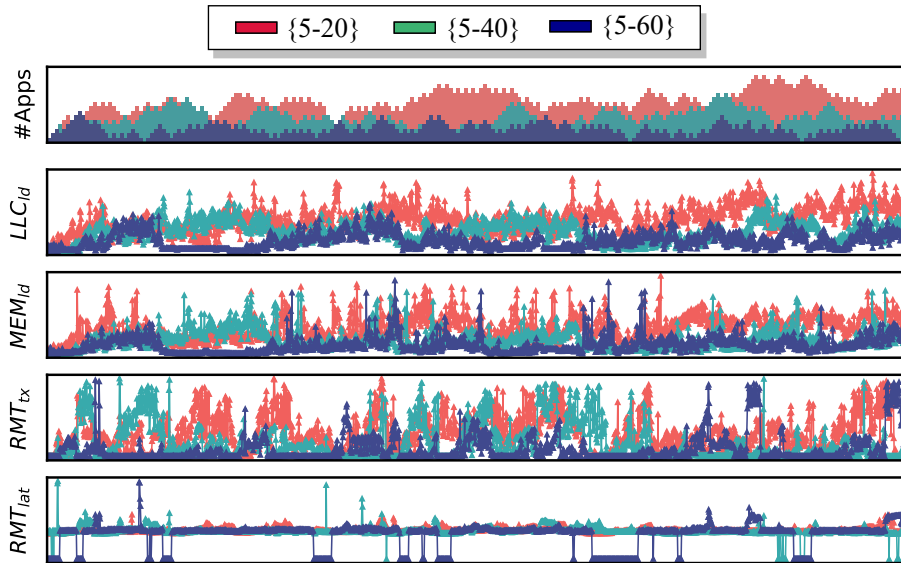 {5-20} {5-40} {5-60}
#Apps
LLC_ld
MEM_ld
RMT_tx
RMT_lat